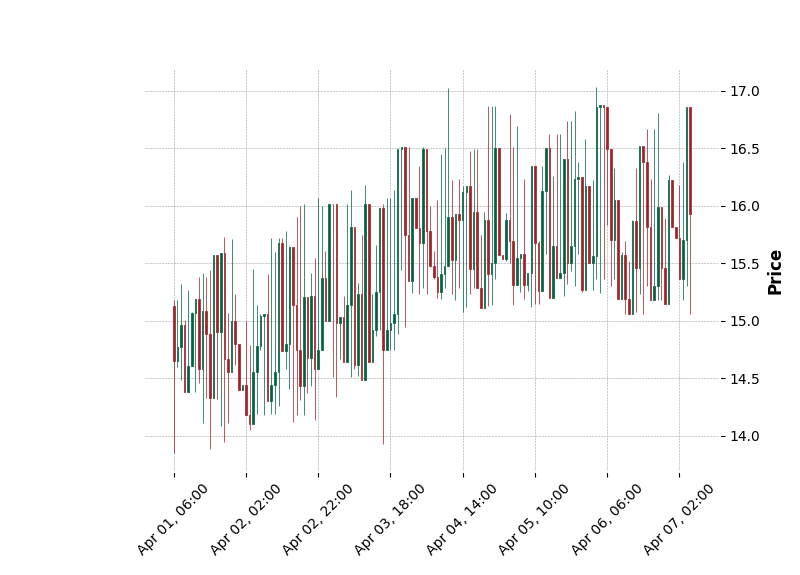 17.0
16.5
16.0
15.5
15.0
14.5
14.0
Price
Apr 01, 06:00
Apr 02, 02:00
Apr 02, 22:00
Apr 03, 18:00
Apr 04, 14:00
Apr 05, 10:00
Apr 06, 06:00
Apr 07, 02:00